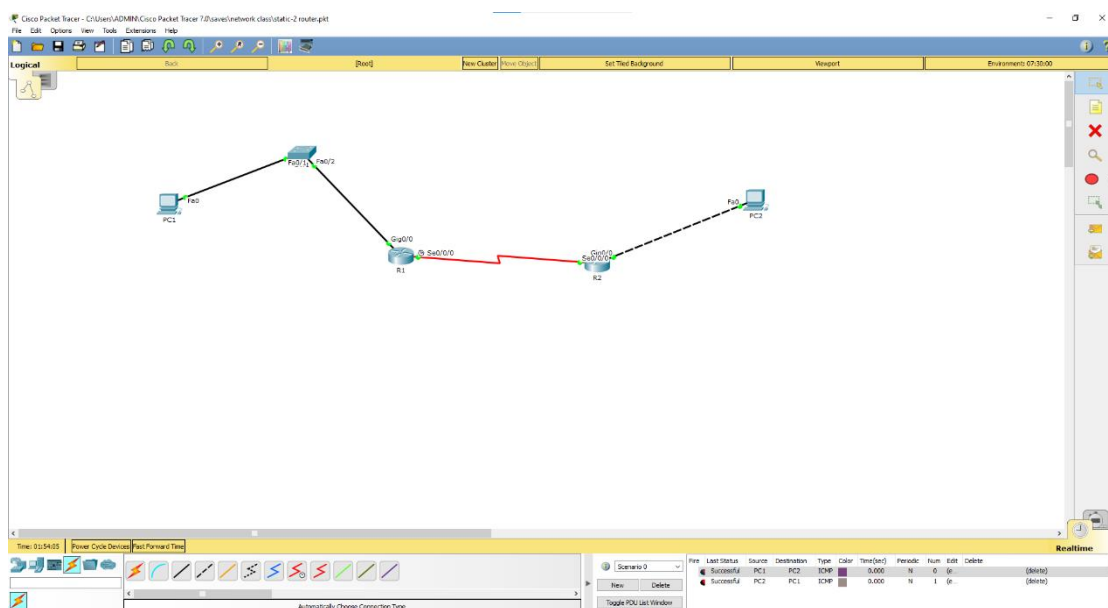 Cisco Packet Tracer - C:\Users\ADMIN\Cisco Packet Tracer 7.0\saves\network class\static-2 router.pkt
File Edit Options View Tools Extensions Help
Logical Back [Root] New Cluster Move Object Set Tiled Background Viewport Environment: 07:30:00
Fa0/1 Fa0/2
Fa0
PC1
Fa0
PC2
Gig0/0
Se0/0/0
R1
Gig0/0
Se0/0/0
R2
Time: 01:54:05 Power Cycle Devices Fast Forward Time Realtime
Scenario 0
New Delete
Toggle PDU List Window
Automatically Choose Connection Type
Fire Last Status Source Destination Type Color Time(sec) Periodic Num Edit Delete
Successful PC1 PC2 ICMP 0.000 N 0 (e... (delete)
Successful PC2 PC1 ICMP 0.000 N 1 (e... (delete)